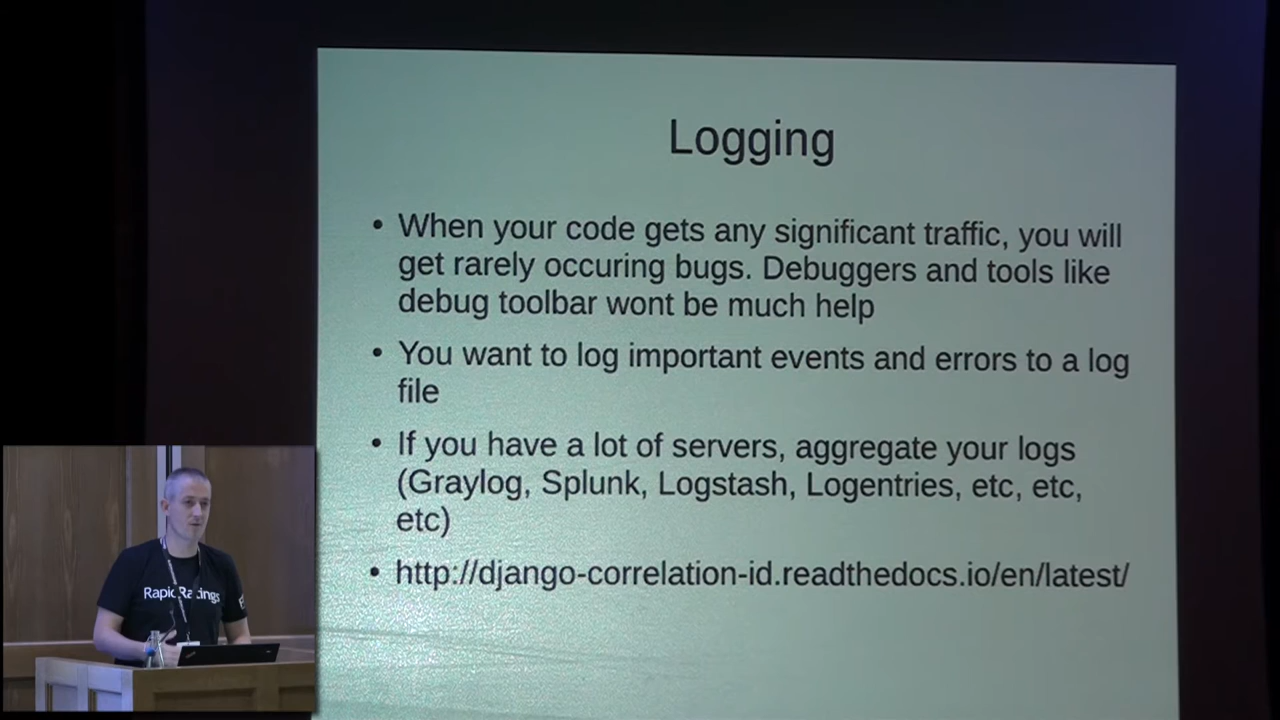 Logging
• When your code gets any significant traffic, you will
get rarely occuring bugs. Debuggers and tools like
debug toolbar wont be much help
• You want to log important events and errors to a log
file
• If you have a lot of servers, aggregate your logs
(Graylog, Splunk, Logstash, Logentries, etc, etc,
etc)
• http://django-correlation-id.readthedocs.io/en/latest/
RapidRatings